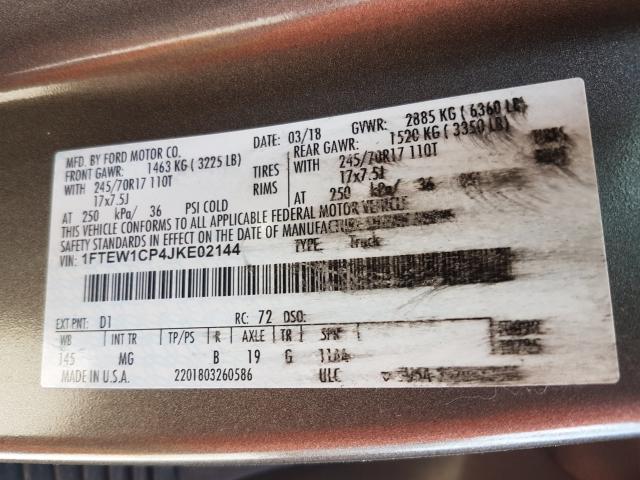 MFD. BY FORD MOTOR CO. DATE: 03/18 GVWR: 2885 KG ( 6360 LB)
FRONT GAWR: 1463 KG ( 3225 LB) REAR GAWR: 1520 KG ( 3350 LB)
WITH 245/70R17 110T TIRES WITH 245/70R17 110T TIRES
17x7.5J RIMS 17x7.5J
AT 250 kPa/ 36 PSI COLD AT 250 kPa/ 36
THIS VEHICLE CONFORMS TO ALL APPLICABLE FEDERAL MOTOR VEHICLE
SAFETY STANDARDS IN EFFECT ON THE DATE OF MANUFACTURE
VIN: 1FTEW1CP4JKE02144 TYPE: Truck
EXT PNT: D1 RC: 72 DSO:
WB INT TR TP/PS R AXLE TR SPR
145 MG B 19 G
MADE IN U.S.A. 2201803260586 ULC